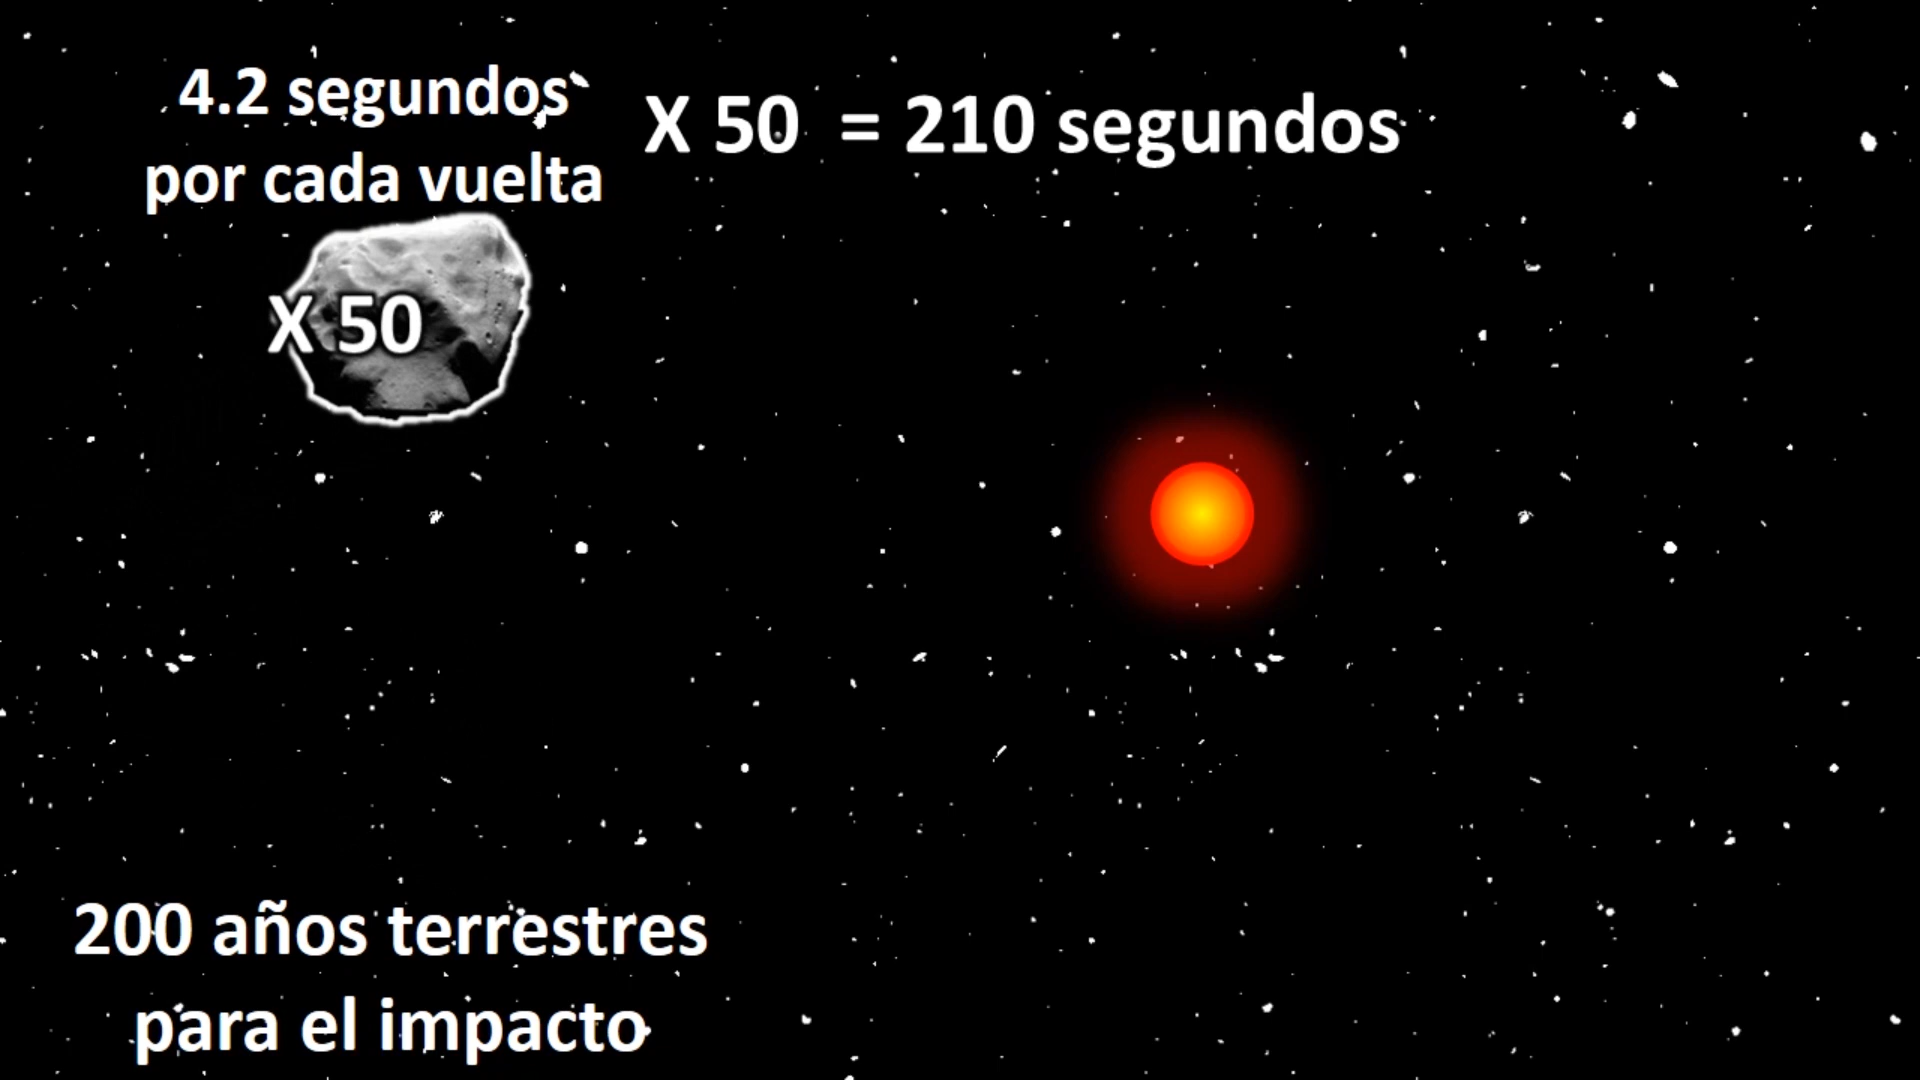 4.2 segundos
por cada vuelta
X 50 = 210 segundos
X 50
200 años terrestres
para el impacto